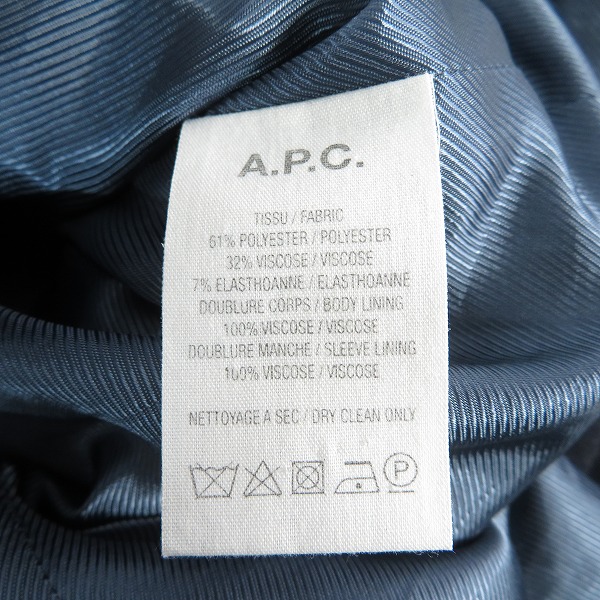 A.P.C.
TISSU / FABRIC
61% POLYESTER / POLYESTER
32% VISCOSE / VISCOSE
7% ELASTHOANNE / ELASTHOANNE
DOUBLURE CORPS / BODY LINING
100% VISCOSE / VISCOSE
DOUBLURE MANCHE / SLEEVE LINING
100% VISCOSE / VISCOSE
NETTOYAGE A SEC / DRY CLEAN ONLY
P